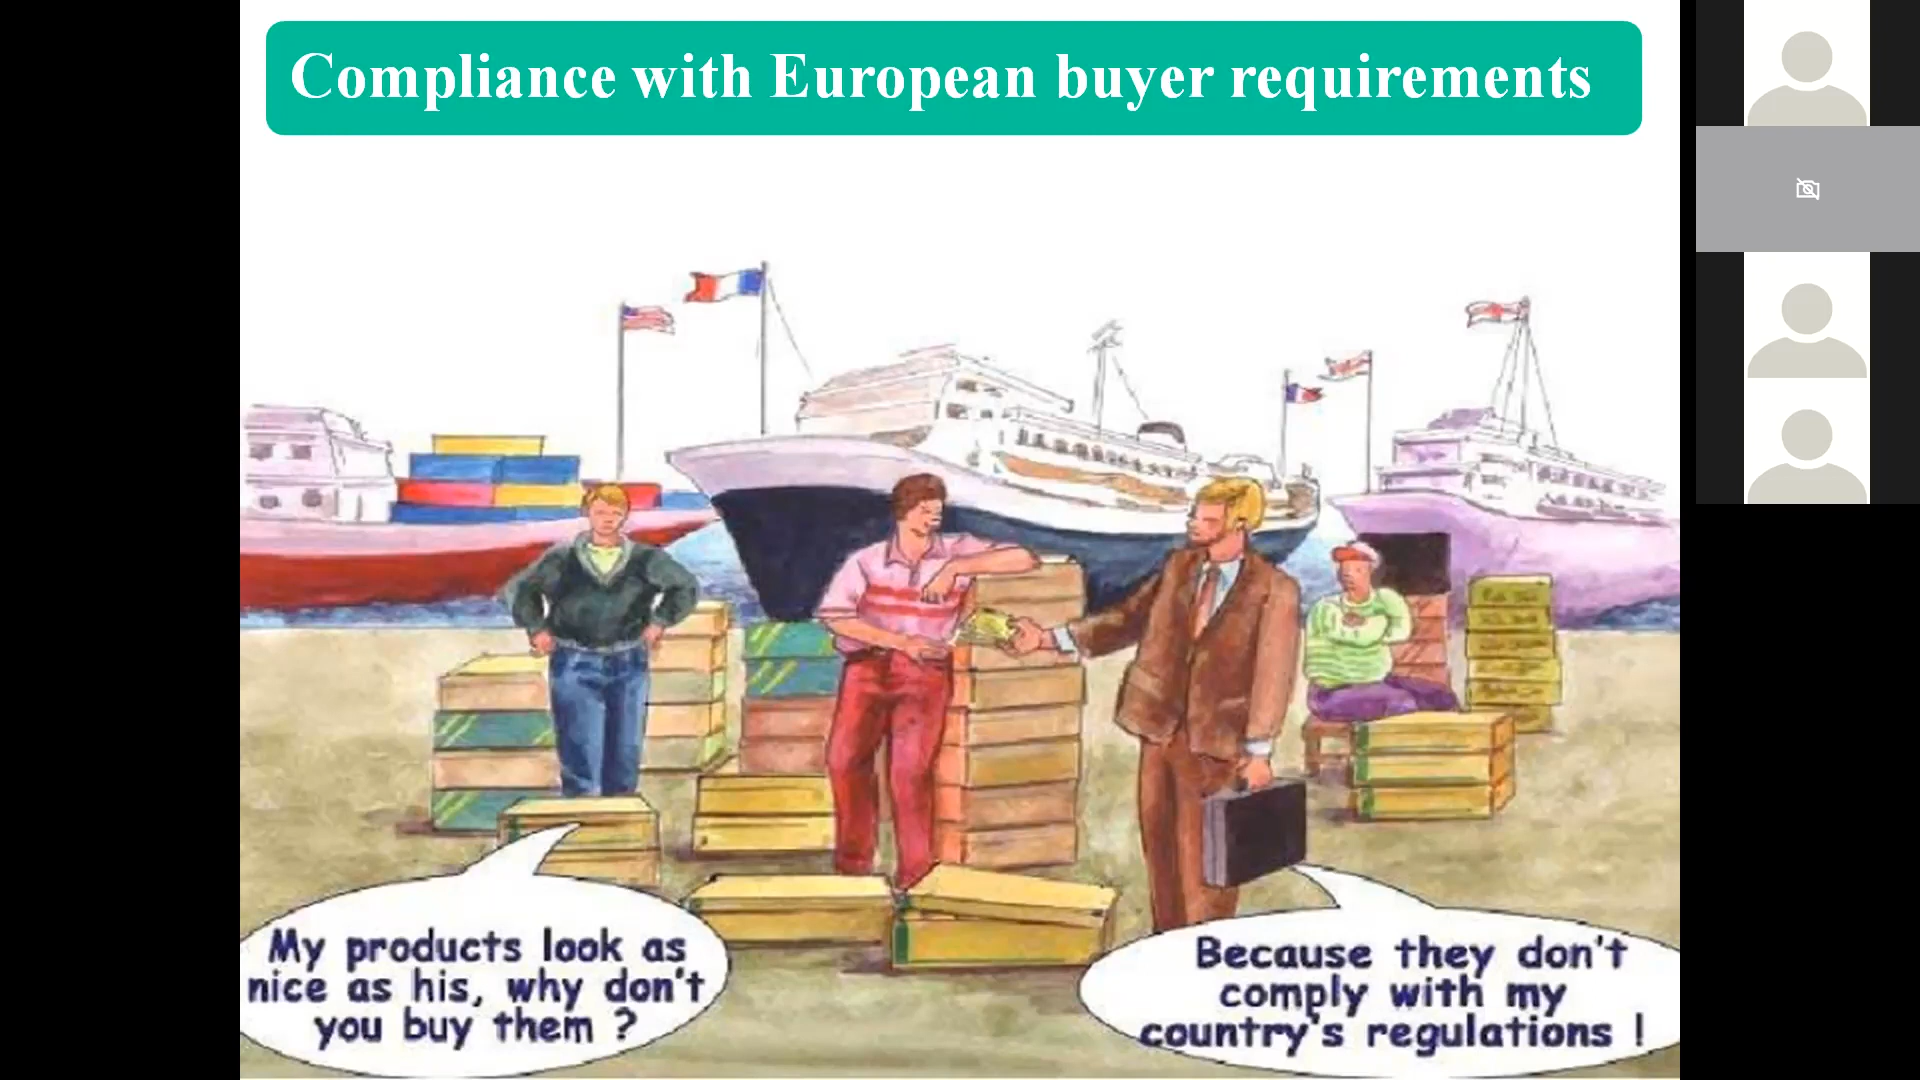 Compliance with European buyer requirements
My products look as
nice as his, why don't
you buy them ?
Because they don't
comply with my
country's regulations !